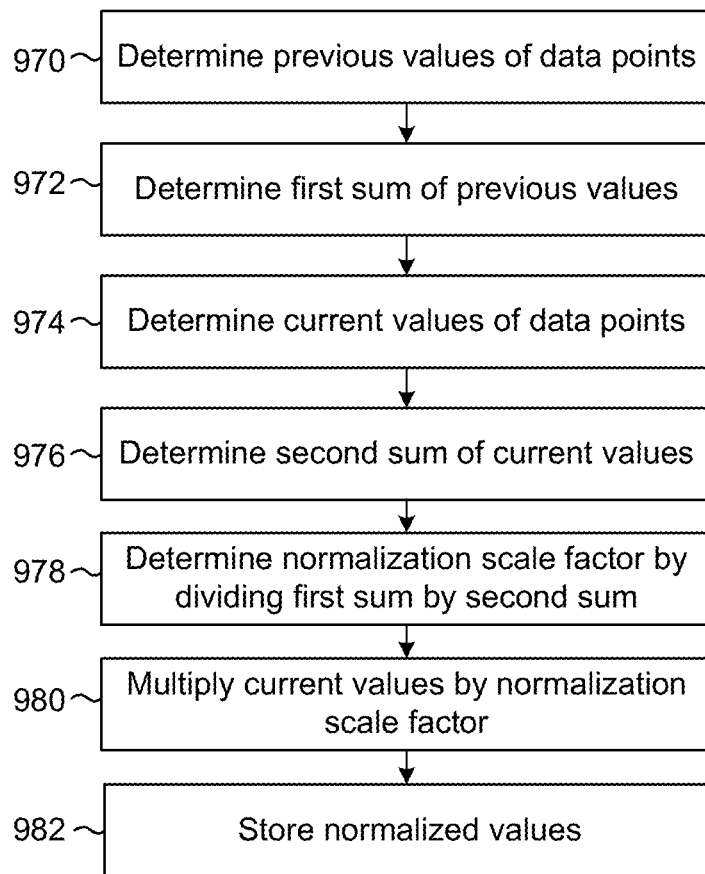 970 Determine previous values of data points
972 Determine first sum of previous values
974 Determine current values of data points
976 Determine second sum of current values
978 Determine normalization scale factor by
dividing first sum by second sum
980 Multiply current values by normalization
scale factor
982 Store normalized values